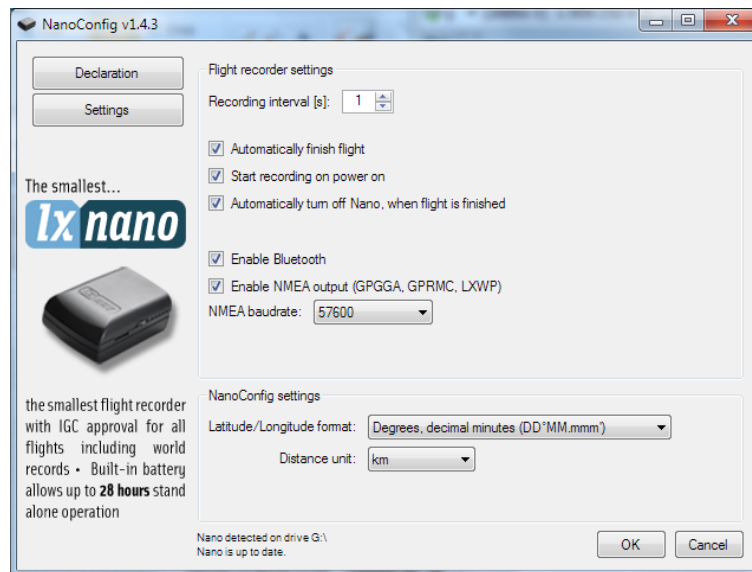 NanoConfig v1.4.3
Declaration
Settings
The smallest...
lx nano
the smallest flight recorder
with IGC approval for all
flights including world
records • Built-in battery
allows up to 28 hours stand
alone operation
Flight recorder settings
Recording interval [s]: 1
Automatically finish flight
Start recording on power on
Automatically turn off Nano, when flight is finished
Enable Bluetooth
Enable NMEA output (GPGGA, GPRMC, LXWP)
NMEA baudrate: 57600
NanoConfig settings
Latitude/Longitude format: Degrees, decimal minutes (DD°MM.mmm')
Distance unit: km
Nano detected on drive G:\
Nano is up to date.
OK Cancel